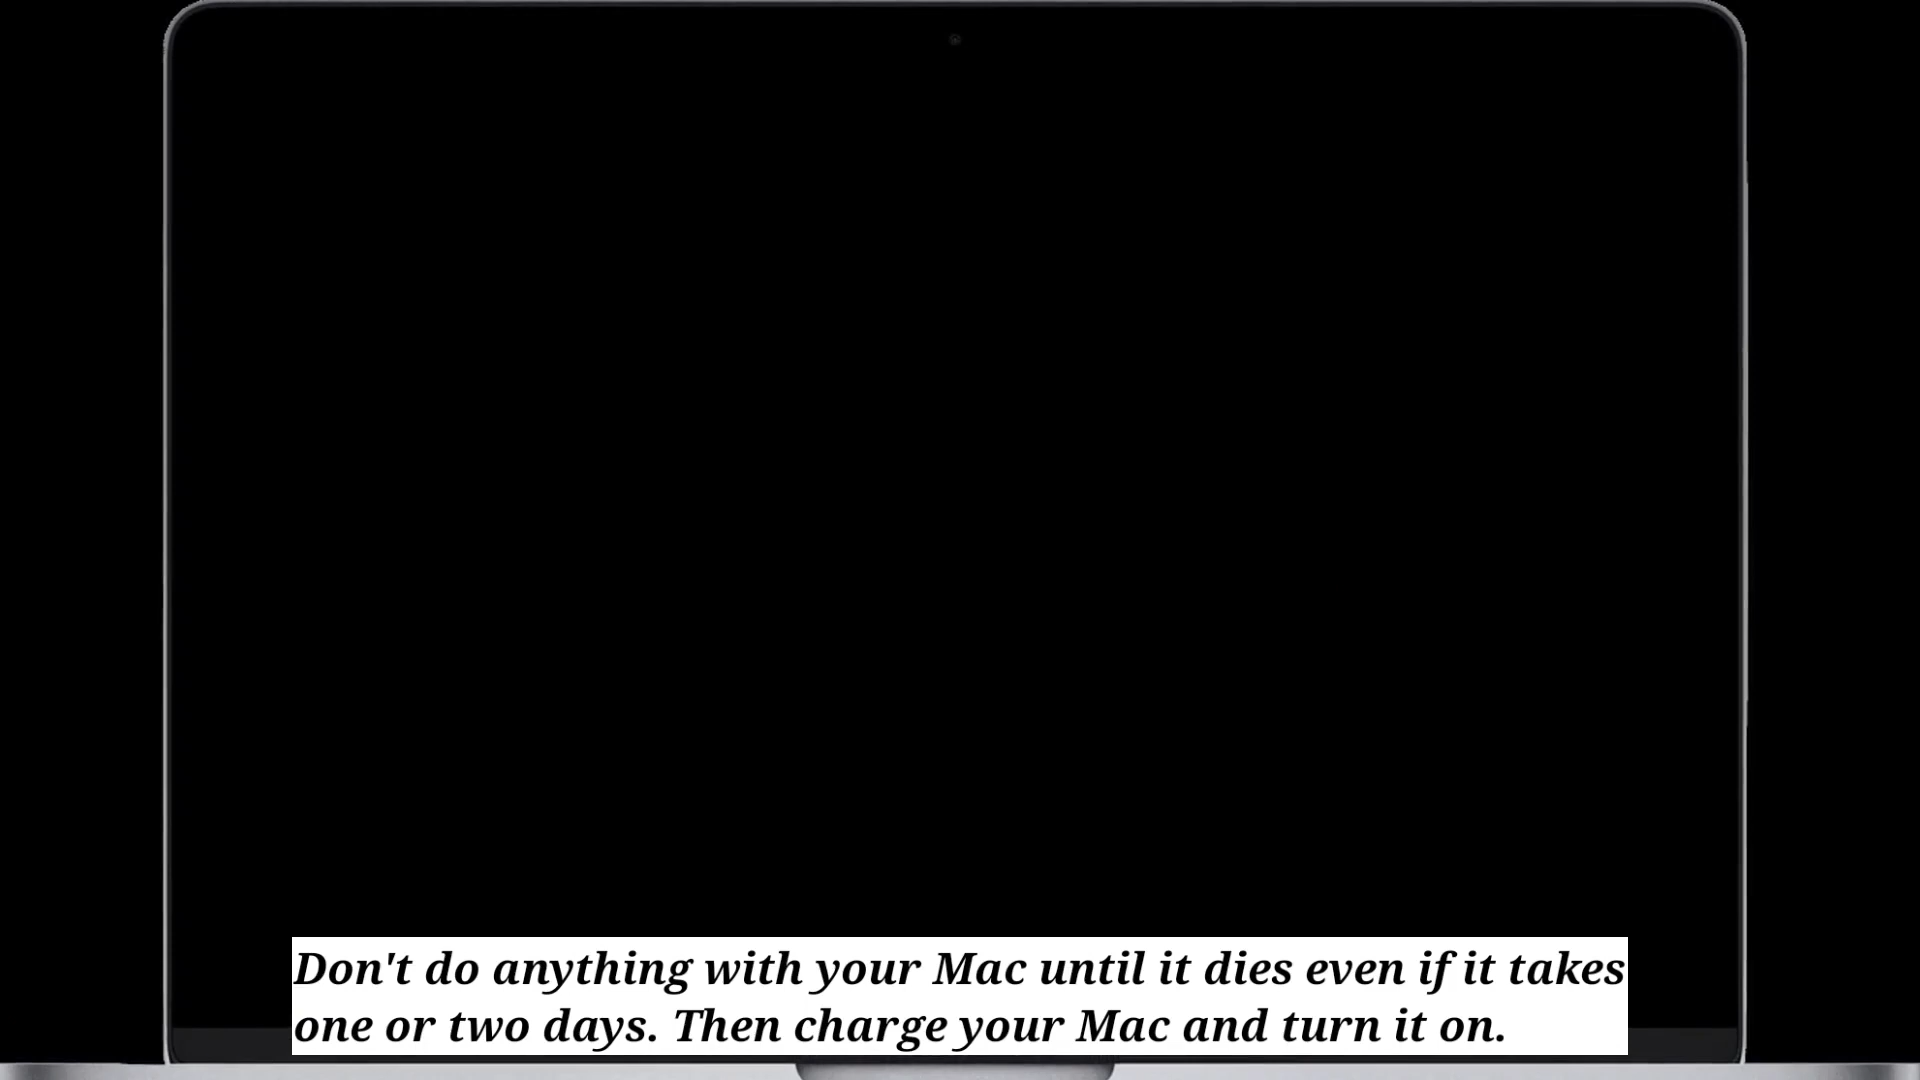 Don't do anything with your Mac until it dies even if it takes
one or two days. Then charge your Mac and turn it on.